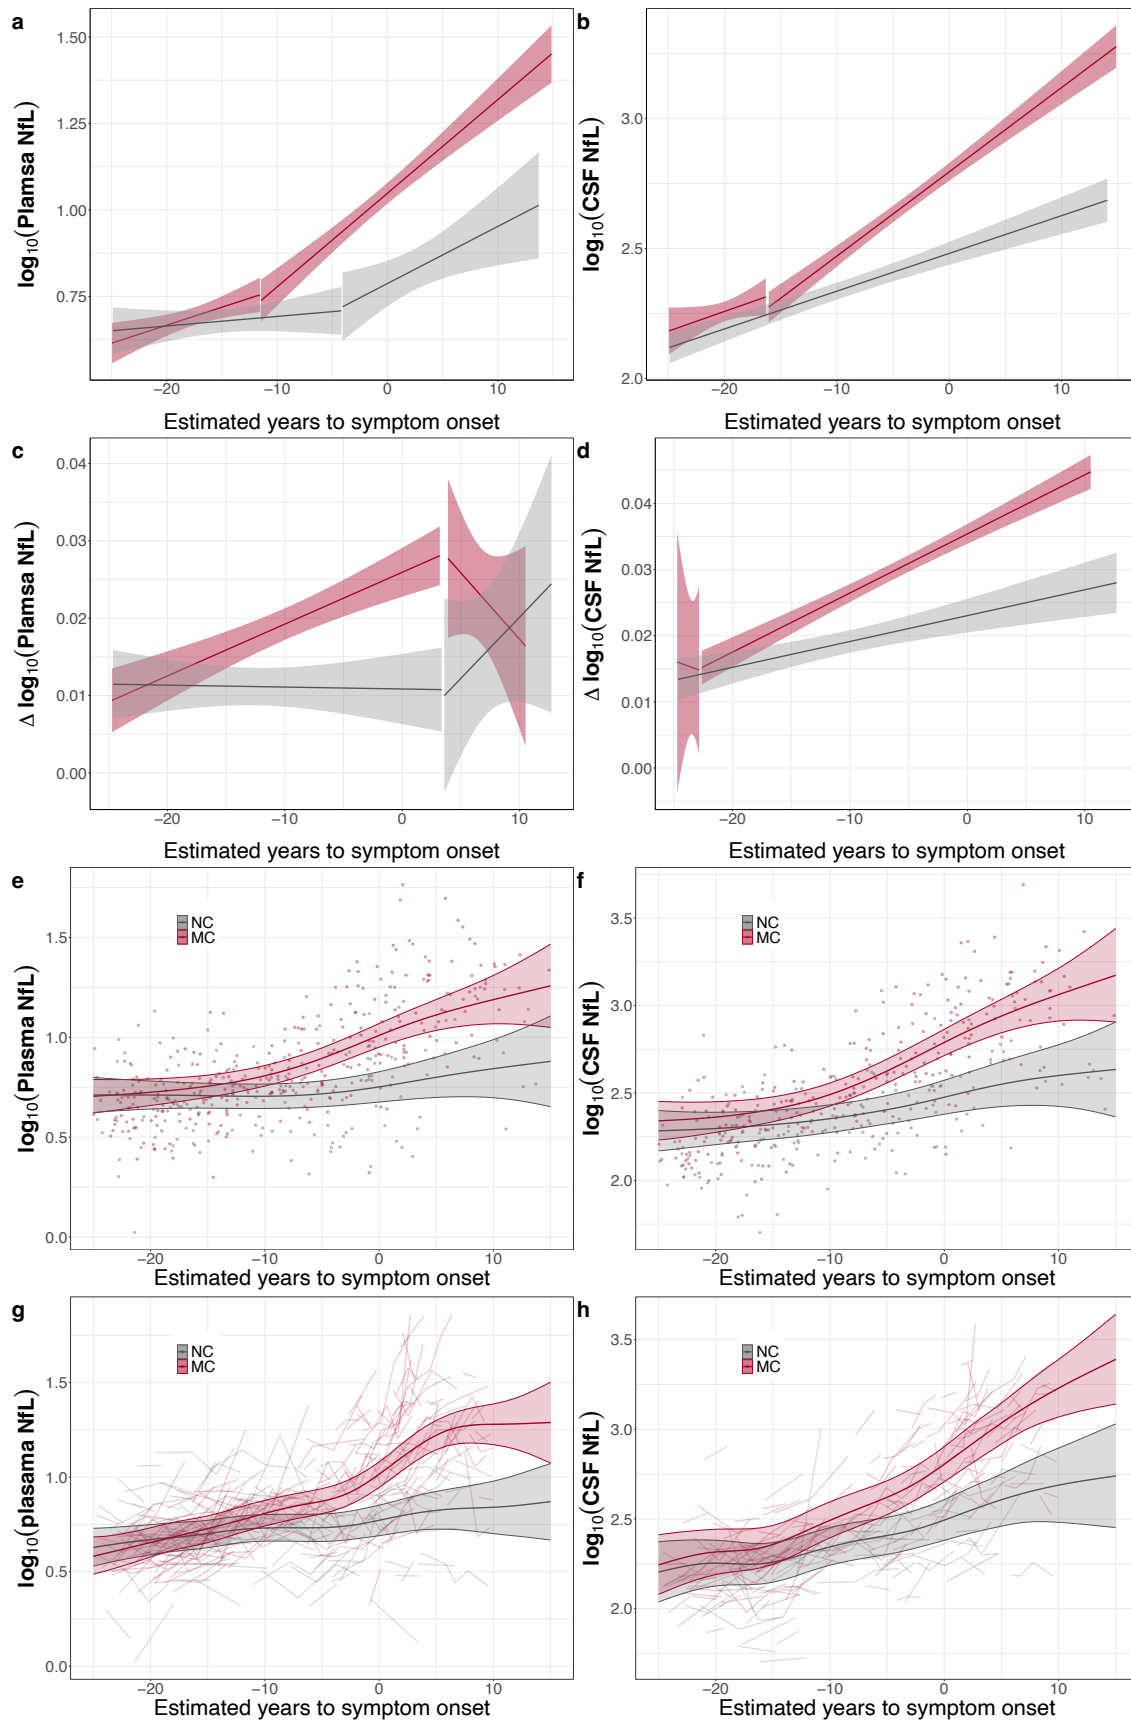 a
log₁₀(Plamsa NfL)
1.50
1.25
1.00
0.75
−20
−10
0
10
Estimated years to symptom onset
b
log₁₀(CSF NfL)
3.0
2.5
2.0
−20
−10
0
10
Estimated years to symptom onset
c
Δ log₁₀(Plamsa NfL)
0.04
0.03
0.02
0.01
0.00
−20
−10
0
10
Estimated years to symptom onset
d
Δ log₁₀(CSF NfL)
0.04
0.03
0.02
0.01
0.00
−20
−10
0
10
Estimated years to symptom onset
e
log₁₀(Plasma NfL)
1.5
1.0
0.5
0.0
NC
MC
−20
−10
0
10
Estimated years to symptom onset
f
log₁₀(CSF NfL)
3.5
3.0
2.5
2.0
NC
MC
−20
−10
0
10
Estimated years to symptom onset
g
log₁₀(plasama NfL)
1.5
1.0
0.5
0.0
NC
MC
−20
−10
0
10
Estimated years to symptom onset
h
log₁₀(CSF NfL)
3.5
3.0
2.5
2.0
NC
MC
−20
−10
0
10
Estimated years to symptom onset